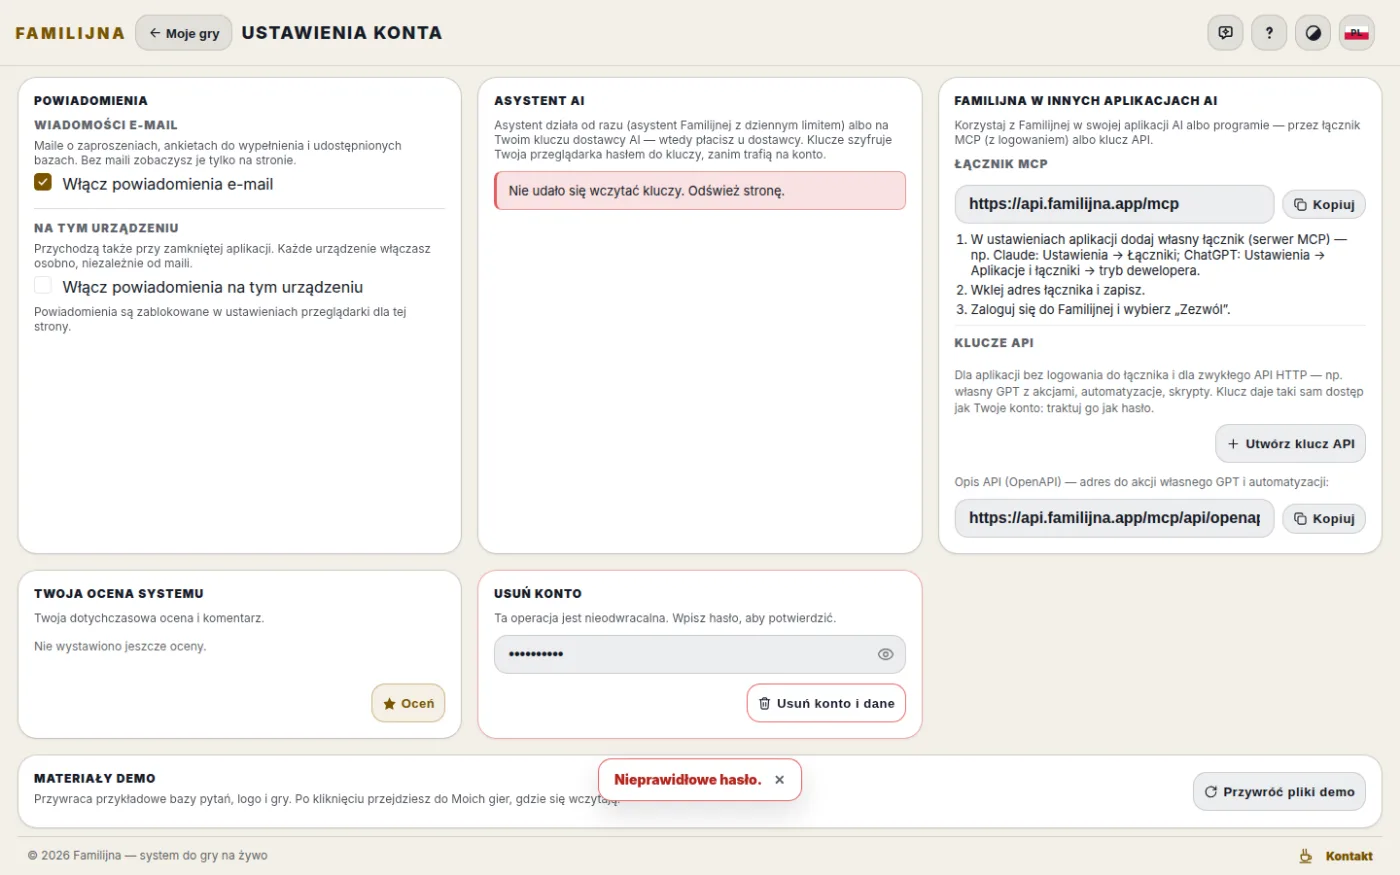 FAMILIJNA
← Moje gry
USTAWIENIA KONTA
?
PL
POWIADOMIENIA
WIADOMOŚCI E-MAIL
Maile o zaproszeniach, ankietach do wypełnienia i udostępnionych
bazach. Bez maili zobaczysz je tylko na stronie.
Włącz powiadomienia e-mail
NA TYM URZĄDZENIU
Przychodzą także przy zamkniętej aplikacji. Każde urządzenie włączasz
osobno, niezależnie od maili.
Włącz powiadomienia na tym urządzeniu
Powiadomienia są zablokowane w ustawieniach przeglądarki dla tej
strony.
ASYSTENT AI
Asystent działa od razu (asystent Familijnej z dziennym limitem) albo na
Twoim kluczu dostawcy AI — wtedy płacisz u dostawcy. Klucze szyfruje
Twoja przeglądarka hasłem do kluczy, zanim trafią na konto.
Nie udało się wczytać kluczy. Odśwież stronę.
FAMILIJNA W INNYCH APLIKACJACH AI
Korzystaj z Familijnej w swojej aplikacji AI albo programie — przez łącznik
MCP (z logowaniem) albo klucz API.
ŁĄCZNIK MCP
https://api.familijna.app/mcp
Kopiuj
1. W ustawieniach aplikacji dodaj własny łącznik (serwer MCP) —
np. Claude: Ustawienia → Łączniki; ChatGPT: Ustawienia →
Aplikacje i łączniki → tryb dewelopera.
2. Wklej adres łącznika i zapisz.
3. Zaloguj się do Familijnej i wybierz „Zezwól”.
KLUCZE API
Dla aplikacji bez logowania do łącznika i dla zwykłego API HTTP — np.
własny GPT z akcjami, automatyzacje, skrypty. Klucz daje taki sam dostęp
jak Twoje konto: traktuj go jak hasło.
+ Utwórz klucz API
Opis API (OpenAPI) — adres do akcji własnego GPT i automatyzacji:
https://api.familijna.app/mcp/api/openap
Kopiuj
TWOJA OCENA SYSTEMU
Twoja dotychczasowa ocena i komentarz.
Nie wystawiono jeszcze oceny.
★ Oceń
USUŃ KONTO
Ta operacja jest nieodwracalna. Wpisz hasło, aby potwierdzić.
••••••••••
Usuń konto i dane
MATERIAŁY DEMO
Przywraca przykładowe bazy pytań, logo i gry. Po kliknięciu przejdziesz do Moich gier, gdzie się wczytają.
Nieprawidłowe hasło. ×
Przywróć pliki demo
© 2026 Familijna — system do gry na żywo
Kontakt